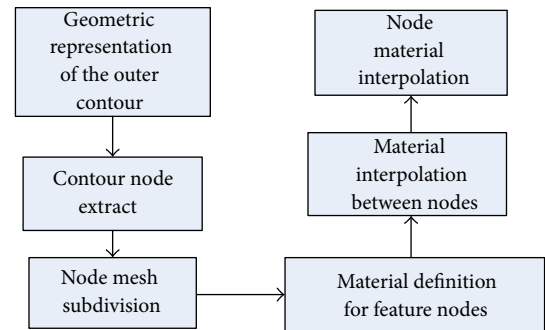 Geometric
representation
of the outer
contour
Contour node
extract
Node mesh
subdivision
Material definition
for feature nodes
Material
interpolation
between nodes
Node
material
interpolation